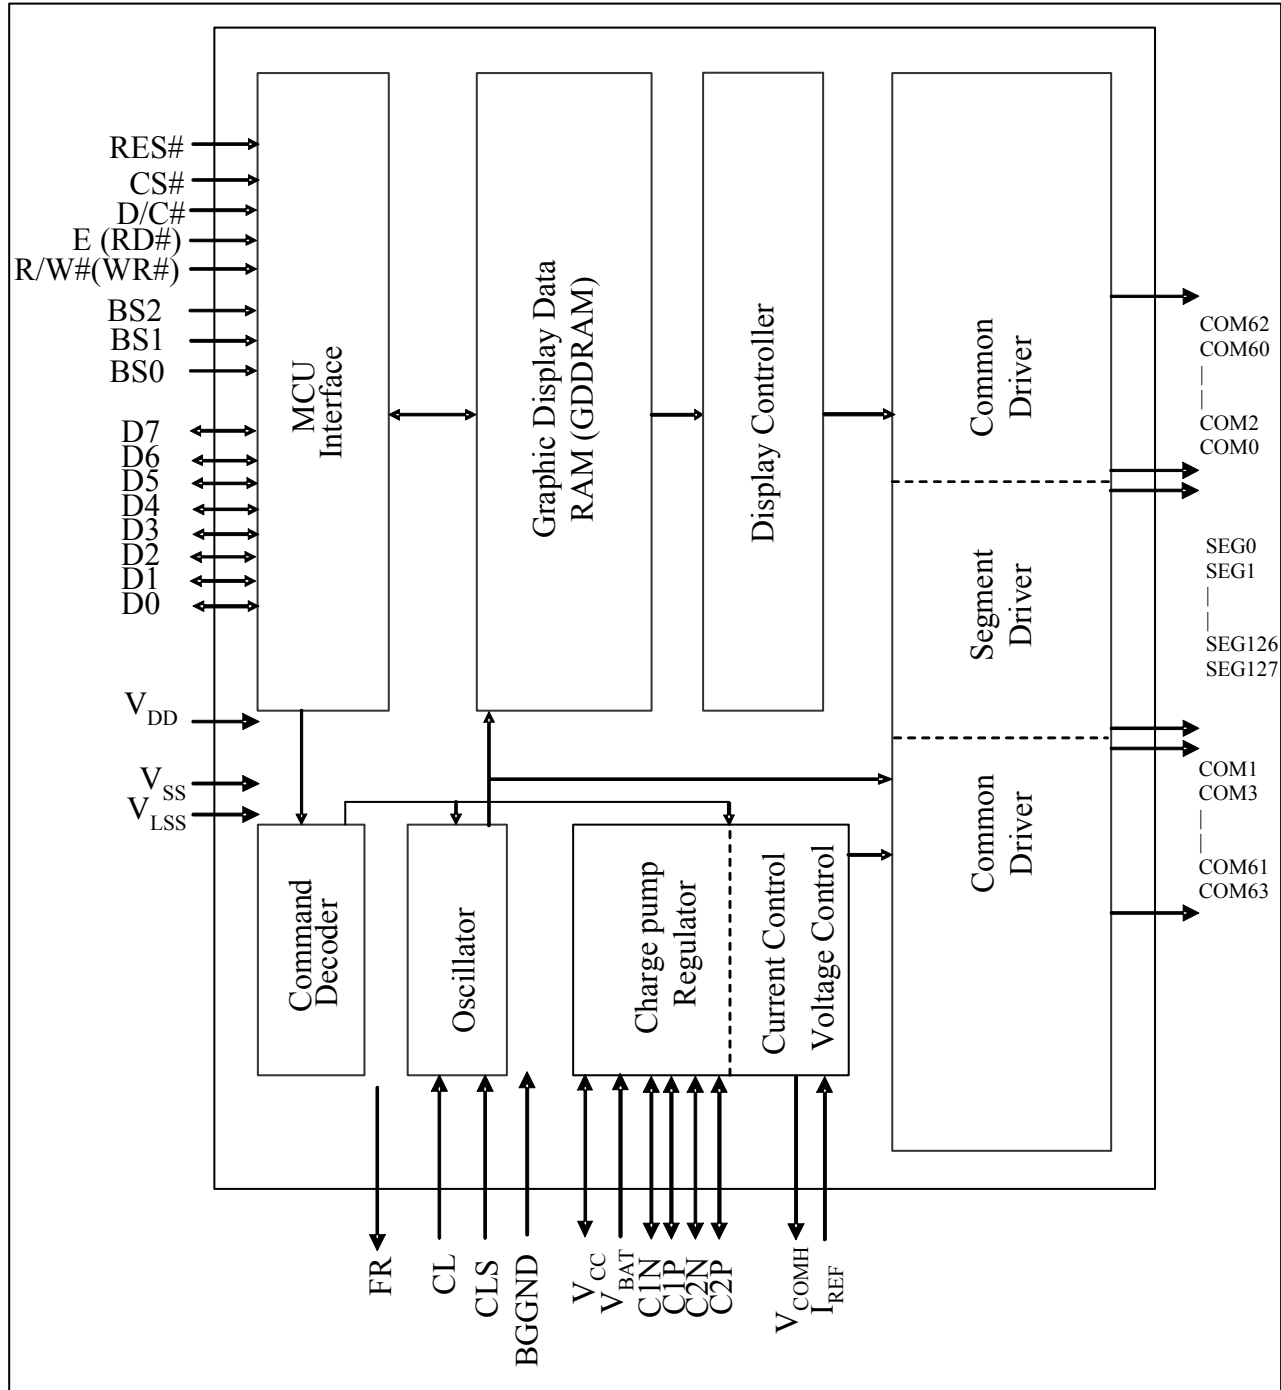 RES#
CS#
D/C#
E (RD#)
R/W#(WR#)
BS2
BS1
BS0
D7
D6
D5
D4
D3
D2
D1
D0
VDD
VSS
VLSS
MCU
Interface
Graphic Display Data
RAM (GDDRAM)
Display Controller
Common
Driver
Segment
Driver
Common
Driver
COM62
COM60
|
|
COM2
COM0
SEG0
SEG1
|
|
SEG126
SEG127
COM1
COM3
|
|
COM61
COM63
Command
Decoder
Oscillator
Charge pump
Regulator
Current Control
Voltage Control
FR
CL
CLS
BGGND
VCC
VBAT
C1N
C1P
C2N
C2P
VCOMH
IREF